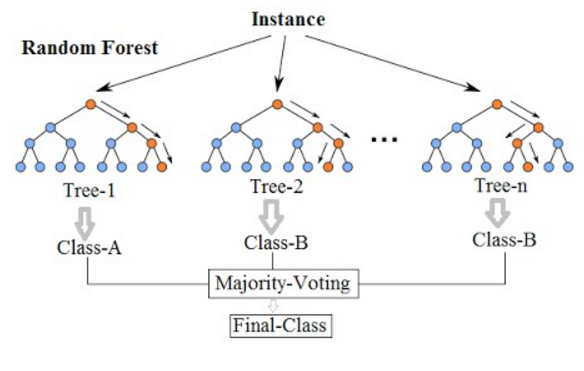 Instance
Random Forest
...
Tree-1
Tree-2
Tree-n
Class-A
Class-B
Class-B
Majority-Voting
Final-Class